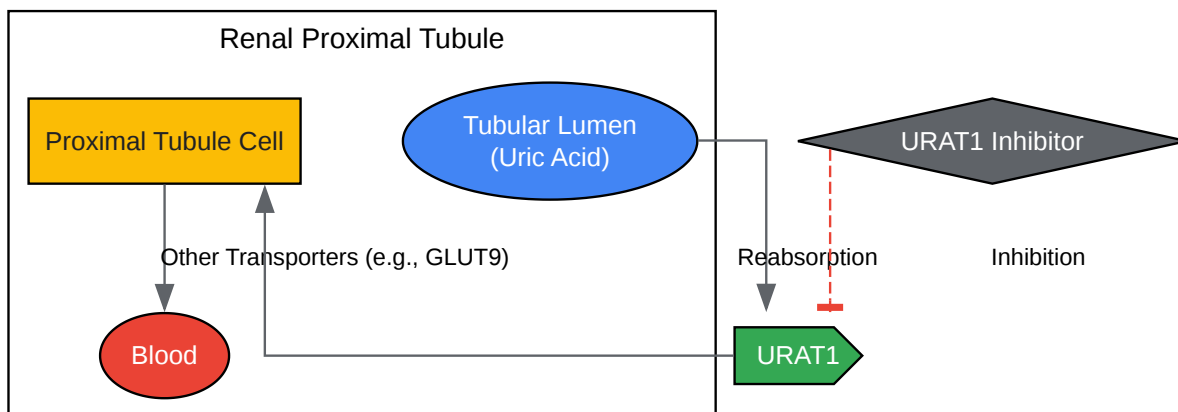 Renal Proximal Tubule
Proximal Tubule Cell
Tubular Lumen
(Uric Acid)
URAT1 Inhibitor
Other Transporters (e.g., GLUT9)
Reabsorption
Inhibition
Blood
URAT1